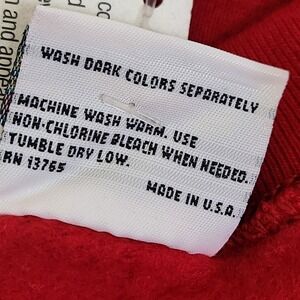 WASH DARK COLORS SEPARATELY
MACHINE WASH WARM. USE
NON-CHLORINE BLEACH WHEN NEEDED.
TUMBLE DRY LOW.
RN 13765
MADE IN U.S.A.